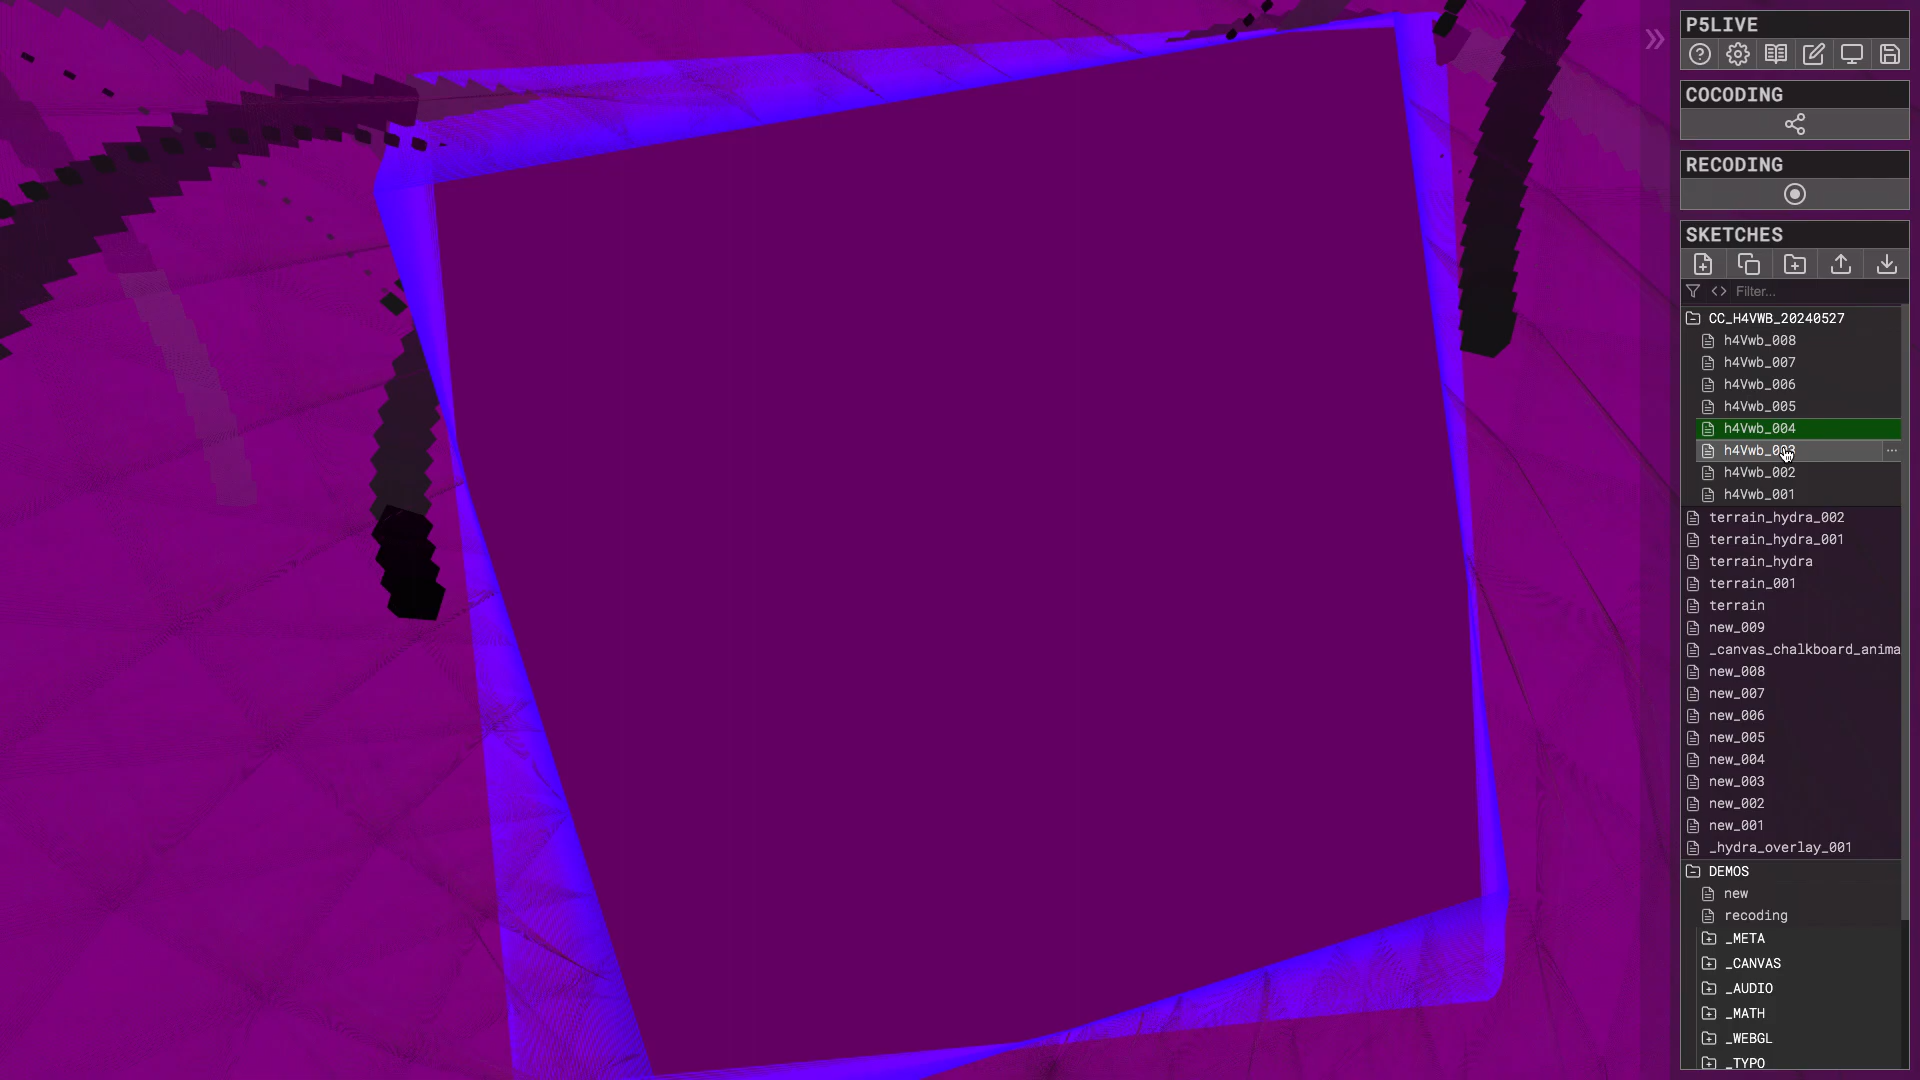 P5LIVE
COCODING
RECODING
SKETCHES
Filter...
CC_H4VWB_20240527
h4Vwb_008
h4Vwb_007
h4Vwb_006
h4Vwb_005
h4Vwb_004
h4Vwb_003
h4Vwb_002
h4Vwb_001
terrain_hydra_002
terrain_hydra_001
terrain_hydra
terrain_001
terrain
new_009
_canvas_chalkboard_anima
new_008
new_007
new_006
new_005
new_004
new_003
new_002
new_001
_hydra_overlay_001
DEMOS
new
recoding
_META
_CANVAS
_AUDIO
_MATH
_WEBGL
_TYPO